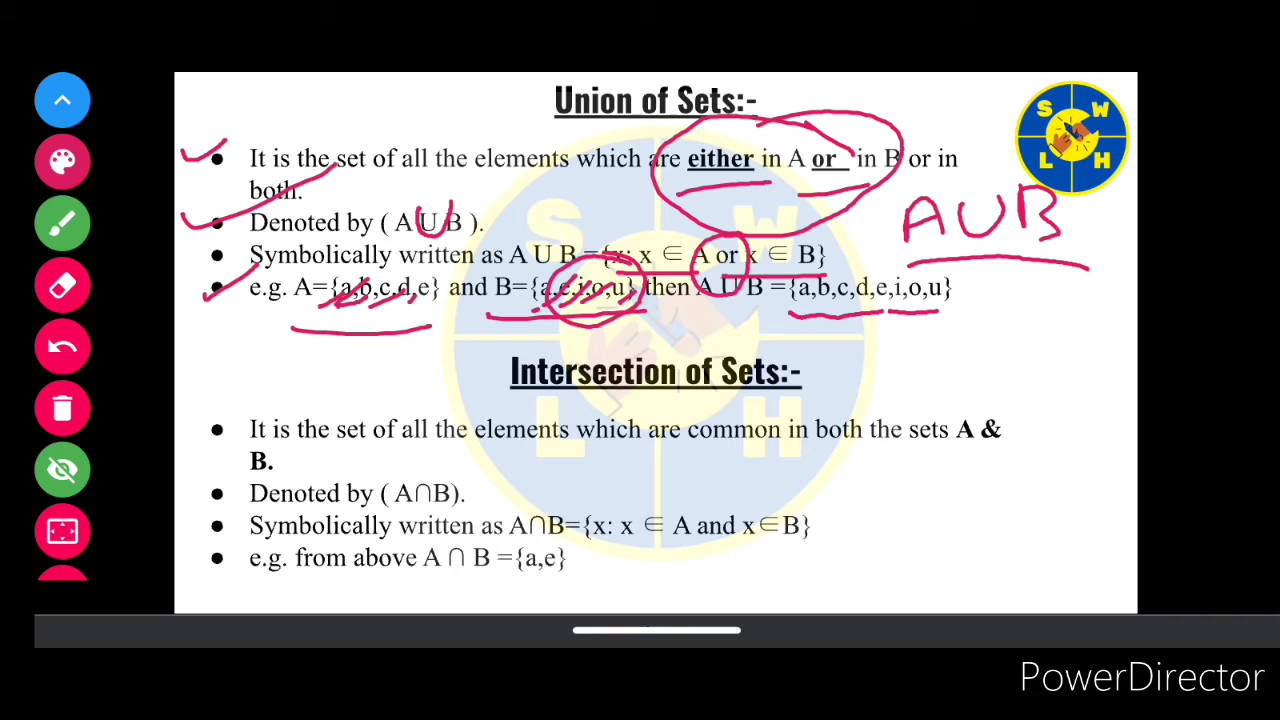 Union of Sets:-
S W
L H
● It is the set of all the elements which are either in A or in B or in
both.
● Denoted by ( A U B ).
A U B
● Symbolically written as A U B ={x: x ∈ A or x ∈ B}
● e.g. A={a,b,c,d,e} and B={a,e,i,o,u} then A U B ={a,b,c,d,e,i,o,u}
Intersection of Sets:-
S W
L H
● It is the set of all the elements which are common in both the sets A &
B.
● Denoted by ( A∩B).
● Symbolically written as A∩B={x: x ∈ A and x∈B}
● e.g. from above A ∩ B ={a,e}
PowerDirector